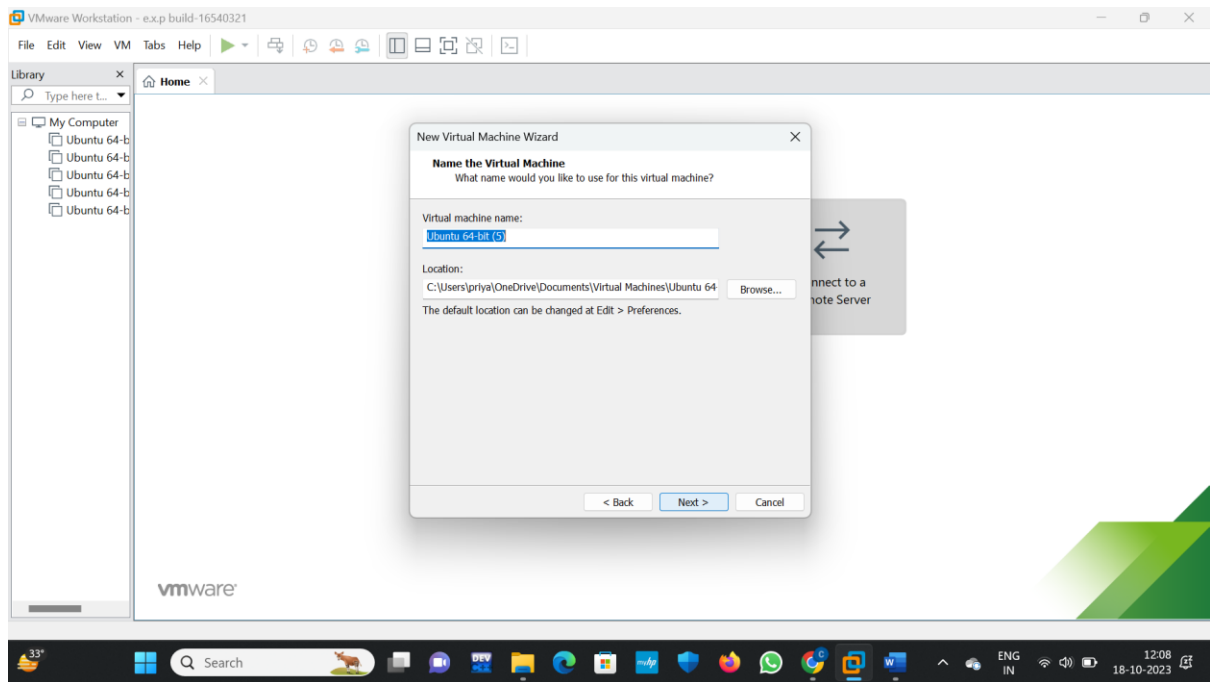 VMware Workstation - e.x.p build-16540321
File Edit View VM Tabs Help
Library
Type here t...
Home
My Computer
Ubuntu 64-b
Ubuntu 64-b
Ubuntu 64-b
Ubuntu 64-b
Ubuntu 64-b
New Virtual Machine Wizard
Name the Virtual Machine
What name would you like to use for this virtual machine?
Virtual machine name:
Ubuntu 64-bit (5)
Location:
C:\Users\priya\OneDrive\Documents\Virtual Machines\Ubuntu 64-
Browse...
The default location can be changed at Edit > Preferences.
< Back Next > Cancel
nnect to a
note Server
vmware
33°
Search
DEV
mhp
ENG
IN
12:08
18-10-2023